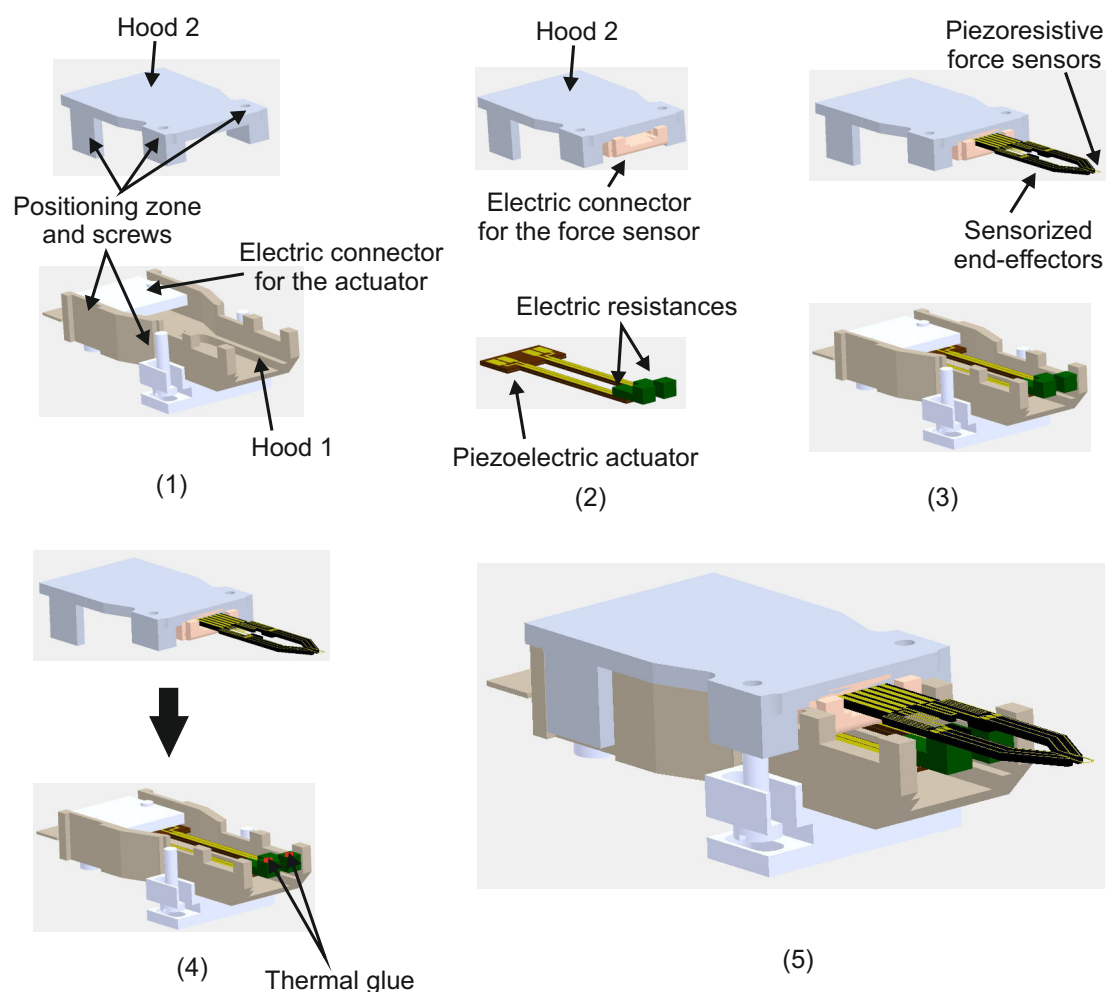 Hood 2
Positioning zone
and screws
Electric connector
for the actuator
Hood 1
(1)
Hood 2
Electric connector
for the force sensor
Electric resistances
Piezoelectric actuator
(2)
Piezoresistive
force sensors
Sensorized
end-effectors
(3)
(4)
Thermal glue
(5)